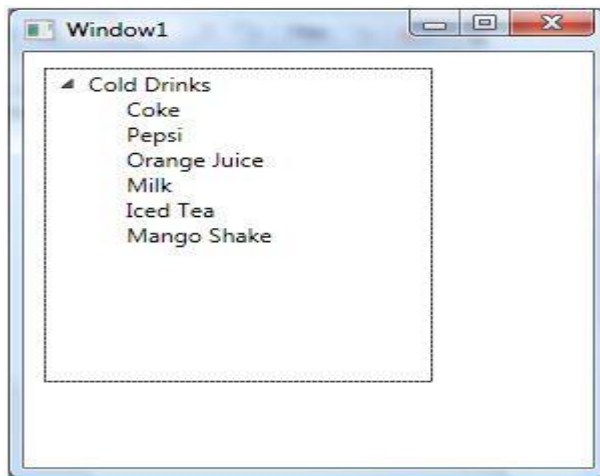 Window1
Cold Drinks
Coke
Pepsi
Orange Juice
Milk
Iced Tea
Mango Shake